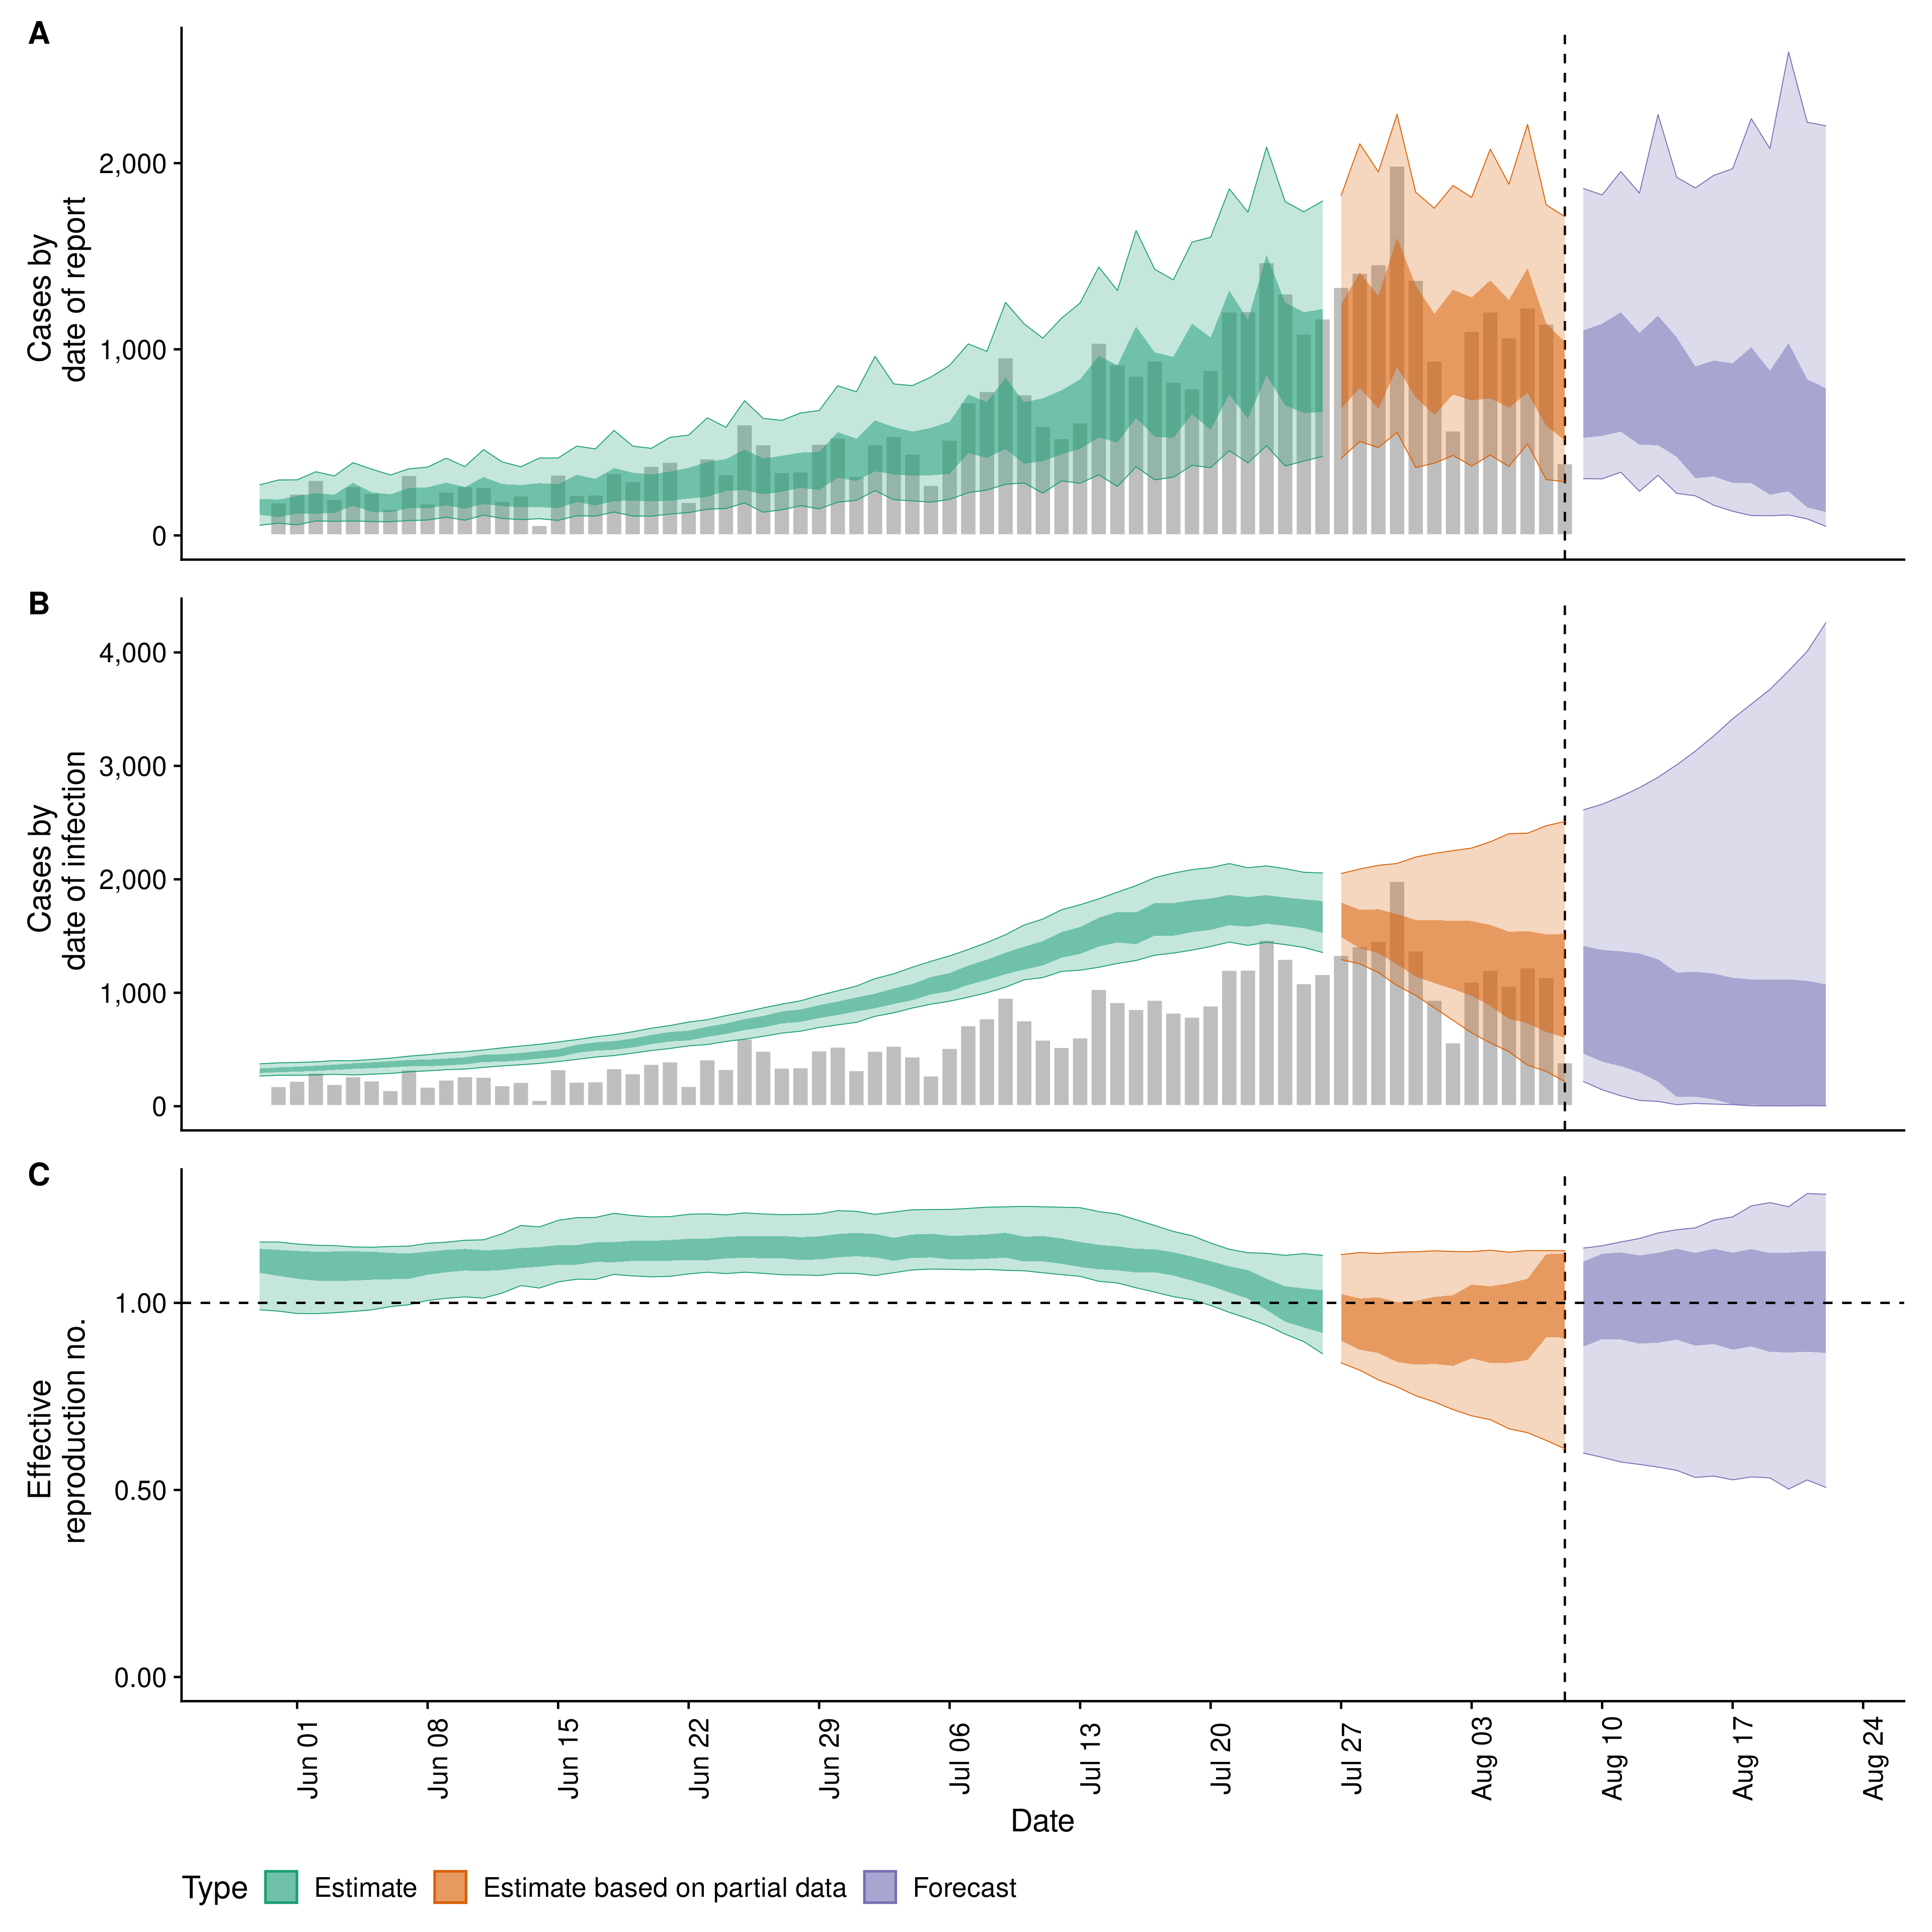 A
Cases by
date of report
2,000
1,000
0
B
Cases by
date of infection
4,000
3,000
2,000
1,000
0
C
Effective
reproduction no.
1.00
0.50
0.00
Jun 01
Jun 08
Jun 15
Jun 22
Jun 29
Jul 06
Jul 13
Jul 20
Jul 27
Aug 03
Aug 10
Aug 17
Aug 24
Date
Type
Estimate
Estimate based on partial data
Forecast